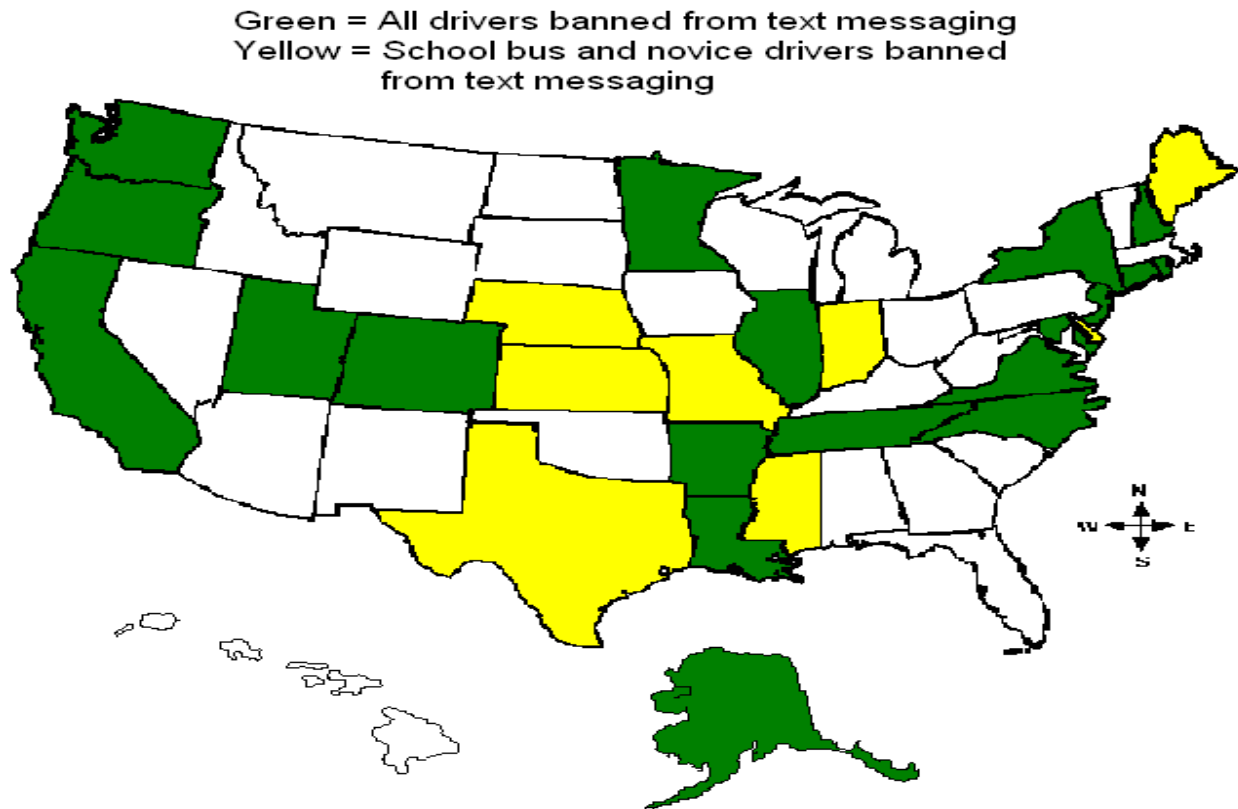 Green = All drivers banned from text messaging
Yellow = School bus and novice drivers banned
from text messaging
N
W E
S